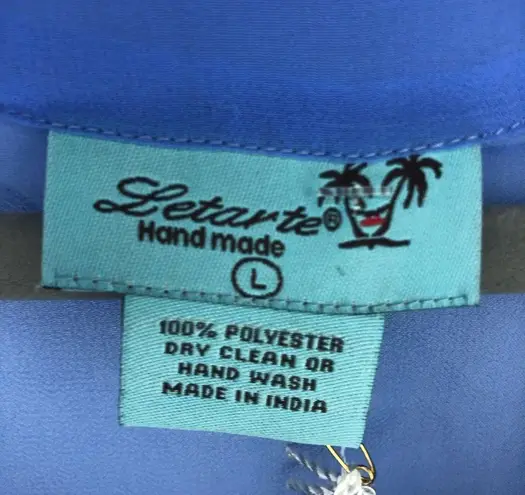 Letarte®
Hand made
L
100% POLYESTER
DRY CLEAN OR
HAND WASH
MADE IN INDIA